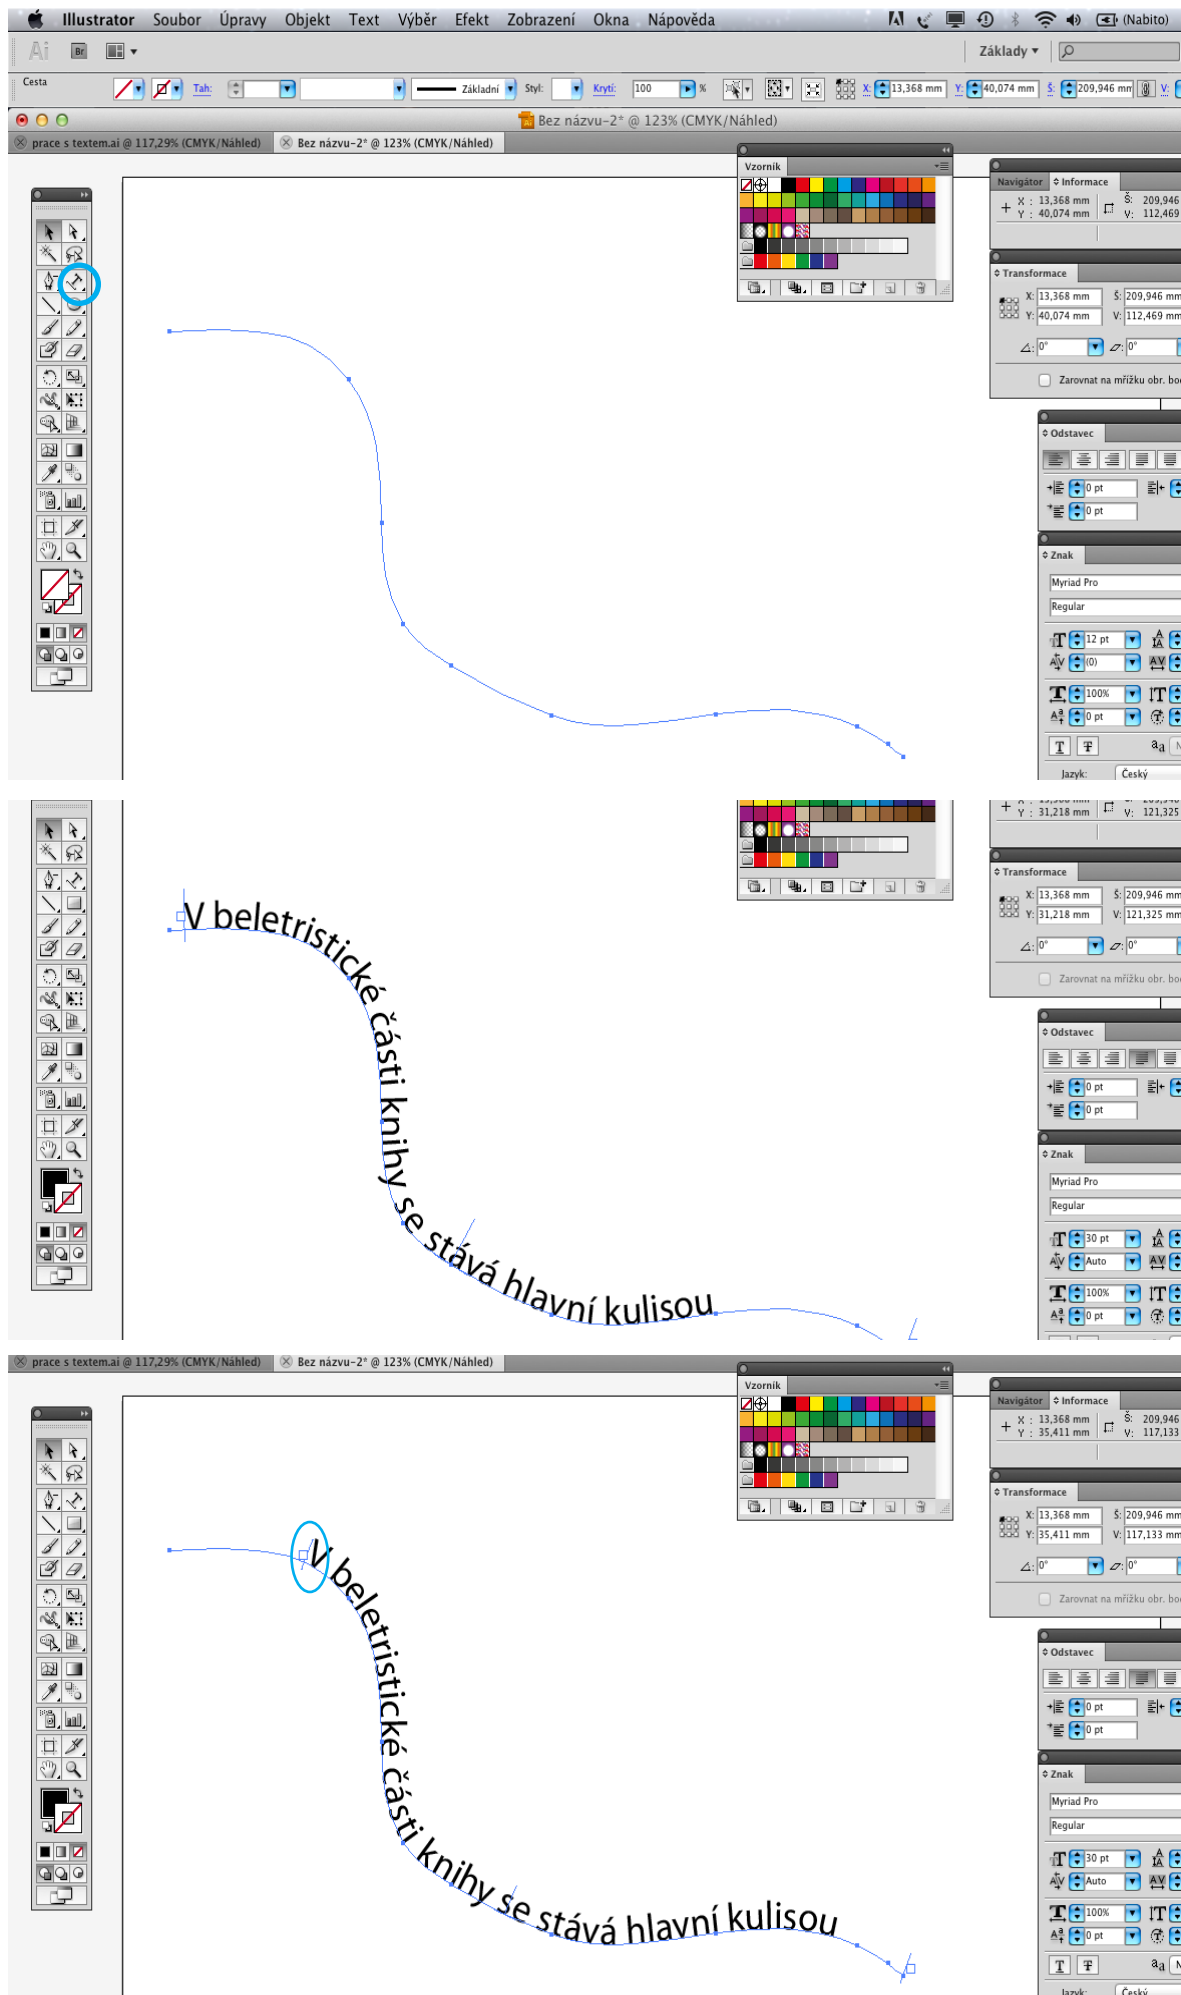 Illustrator Soubor Úpravy Objekt Text Výběr Efekt Zobrazení Okna Nápověda (Nabito)
Ai Br Základy
Cesta Tah: Základní Styl: Krytí: 100 % X: 13,368 mm Y: 40,074 mm Š: 209,946 mm V:
Bez názvu-2* @ 123% (CMYK/Náhled)
prace s textem.ai @ 117,29% (CMYK/Náhled) Bez názvu-2* @ 123% (CMYK/Náhled)
Vzorník
Navigátor Informace
X : 13,368 mm Š: 209,946
Y : 40,074 mm V: 112,469
Transformace
X: 13,368 mm Š: 209,946 mm
Y: 40,074 mm V: 112,469 mm
0° 0°
Zarovnat na mřížku obr. bo
Odstavec
0 pt
0 pt
Znak
Myriad Pro
Regular
12 pt
(0)
100%
0 pt
Jazyk: Český
Y : 31,218 mm V: 121,325
Transformace
X: 13,368 mm Š: 209,946 mm
Y: 31,218 mm V: 121,325 mm
0° 0°
Zarovnat na mřížku obr. bo
V beletristické části knihy se stává hlavní kulisou
Odstavec
0 pt
0 pt
Znak
Myriad Pro
Regular
30 pt
Auto
100%
0 pt
prace s textem.ai @ 117,29% (CMYK/Náhled) Bez názvu-2* @ 123% (CMYK/Náhled)
Vzorník
Navigátor Informace
X : 13,368 mm Š: 209,946
Y : 35,411 mm V: 117,133
Transformace
X: 13,368 mm Š: 209,946 mm
Y: 35,411 mm V: 117,133 mm
0° 0°
Zarovnat na mřížku obr. bo
V beletristické části knihy se stává hlavní kulisou
Odstavec
0 pt
0 pt
Znak
Myriad Pro
Regular
30 pt
Auto
100%
0 pt
Jazyk: Český